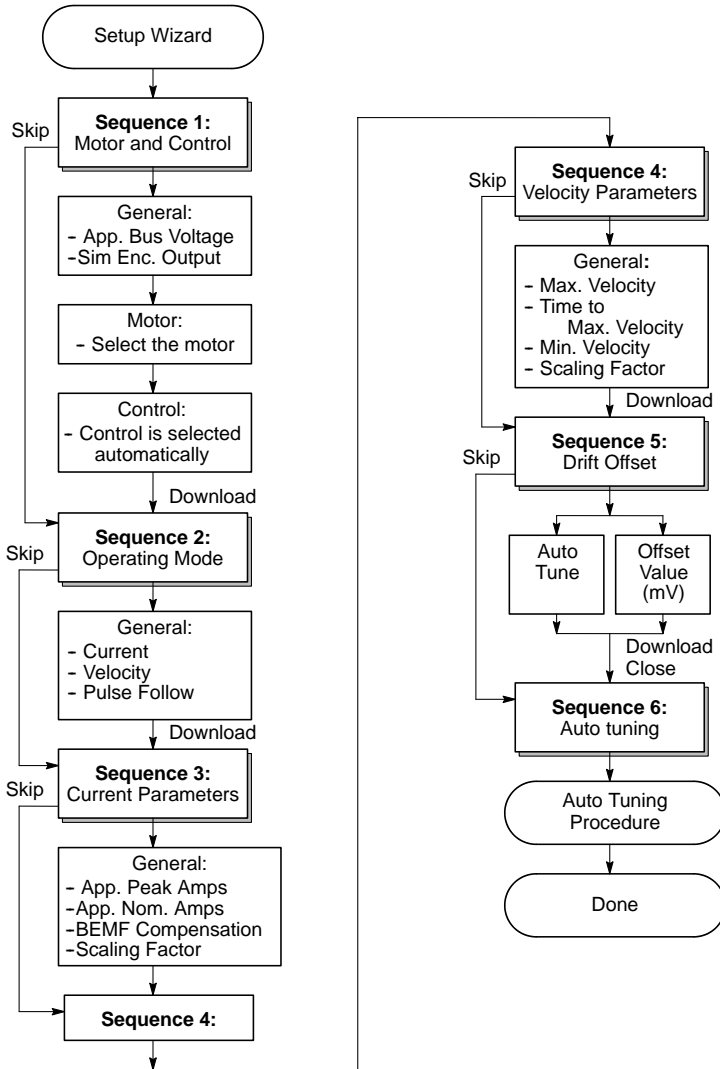 Setup Wizard
Skip
Sequence 1:
Motor and Control
General:
- App. Bus Voltage
-Sim Enc. Output
Motor:
- Select the motor
Control:
- Control is selected
automatically
Download
Skip
Sequence 2:
Operating Mode
General:
- Current
- Velocity
- Pulse Follow
Download
Skip
Sequence 3:
Current Parameters
General:
- App. Peak Amps
-App. Nom. Amps
-BEMF Compensation
-Scaling Factor
Sequence 4:
Skip
Sequence 4:
Velocity Parameters
General:
- Max. Velocity
- Time to
Max. Velocity
- Min. Velocity
- Scaling Factor
Download
Skip
Sequence 5:
Drift Offset
Auto
Tune
Offset
Value
(mV)
Download
Close
Sequence 6:
Auto tuning
Auto Tuning
Procedure
Done